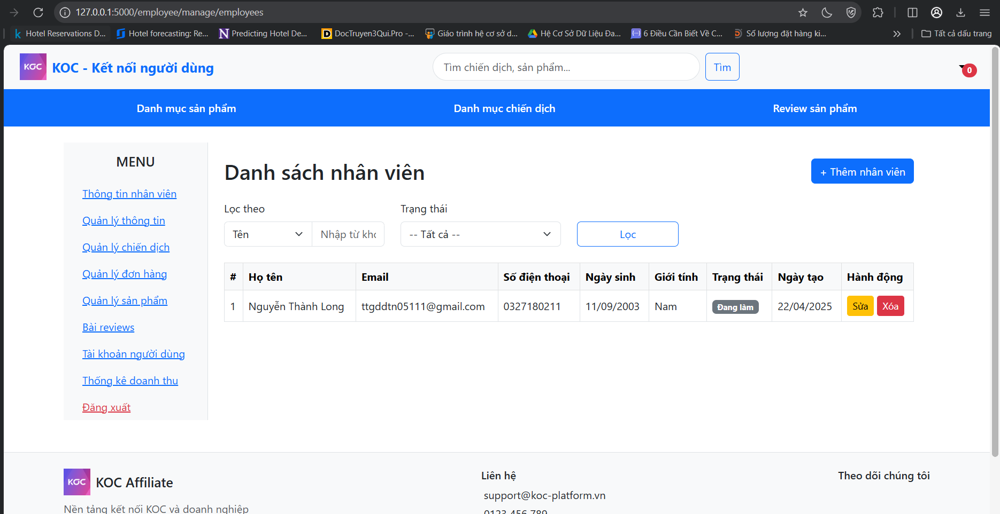 127.0.0.1:5000/employee/manage/employees
Hotel Reservations D...
Hotel forecasting: Re...
Predicting Hotel De...
DocTruyen3Qui.Pro -...
Giáo trình hệ cơ sở d...
Hệ Cơ Sở Dữ Liệu Đa...
6 Điều Cần Biết Về C...
Số lượng đặt hàng ki...
Tất cả dấu trang
KOC
KOC - Kết nối người dùng
Tìm chiến dịch, sản phẩm...
Tìm
0
Danh mục sản phẩm
Danh mục chiến dịch
Review sản phẩm
MENU
Thông tin nhân viên
Quản lý thông tin
Quản lý chiến dịch
Quản lý đơn hàng
Quản lý sản phẩm
Bài reviews
Tài khoản người dùng
Thống kê doanh thu
Đăng xuất
Danh sách nhân viên
+ Thêm nhân viên
Lọc theo
Trạng thái
Tên
Nhập từ khó
-- Tất cả --
Lọc
# Họ tên Email Số điện thoại Ngày sinh Giới tính Trạng thái Ngày tạo Hành động
1 Nguyễn Thành Long ttgddtn05111@gmail.com 0327180211 11/09/2003 Nam Đang làm 22/04/2025 Sửa Xóa
KOC
KOC Affiliate
Nền tảng kết nối KOC và doanh nghiệp
Liên hệ
support@koc-platform.vn
0123 456 789
Theo dõi chúng tôi